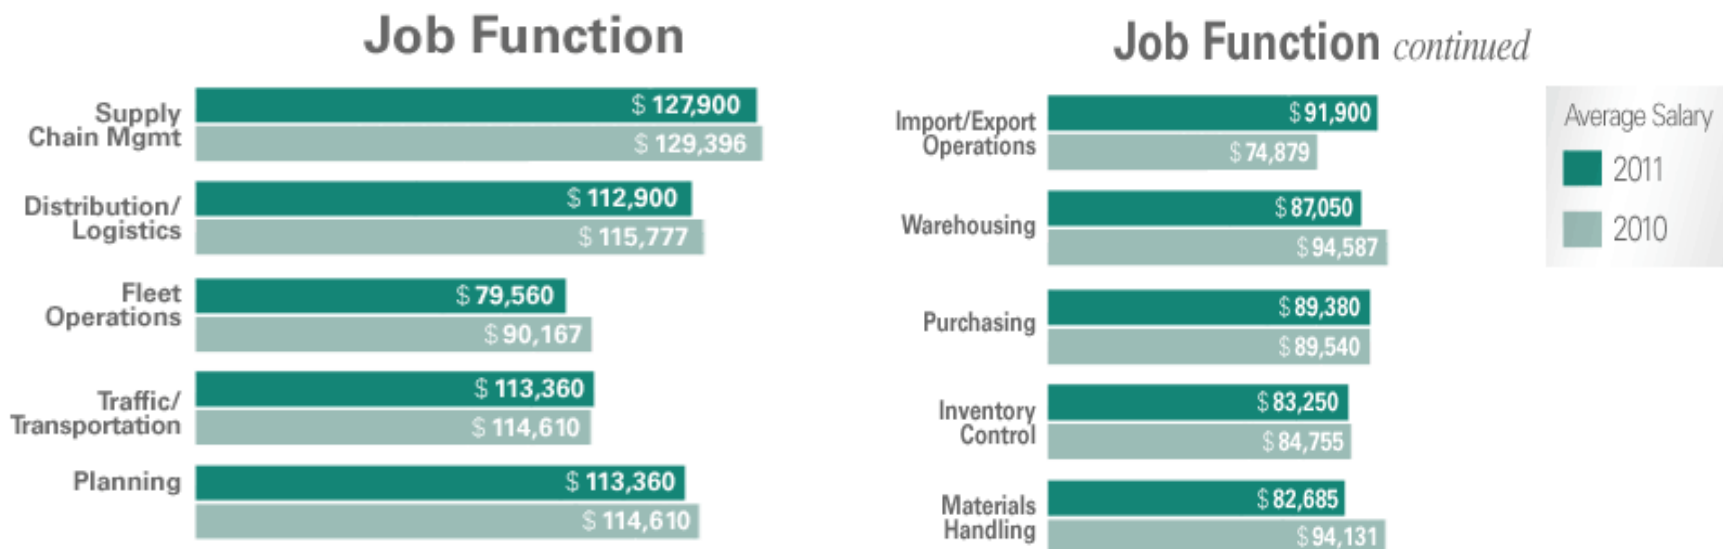 Job Function
Supply
Chain Mgmt
$ 127,900
$ 129,396
Distribution/
Logistics
$ 112,900
$ 115,777
Fleet
Operations
$ 79,560
$ 90,167
Traffic/
Transportation
$ 113,360
$ 114,610
Planning
$ 113,360
$ 114,610
Job Function continued
Import/Export
Operations
$ 91,900
$ 74,879
Warehousing
$ 87,050
$ 94,587
Purchasing
$ 89,380
$ 89,540
Inventory
Control
$ 83,250
$ 84,755
Materials
Handling
$ 82,685
$ 94,131
Average Salary
2011
2010